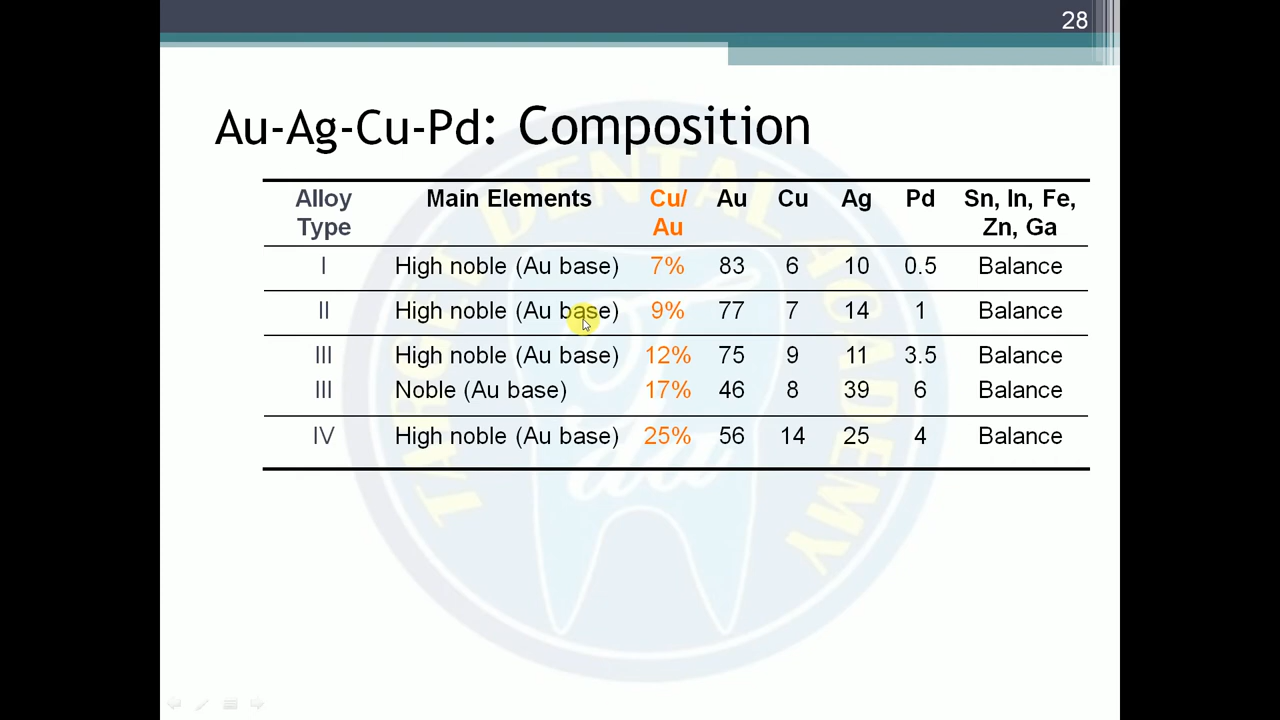 28
Au-Ag-Cu-Pd: Composition
Alloy Type Main Elements Cu/ Au Au Cu Ag Pd Sn, In, Fe, Zn, Ga
I High noble (Au base) 7% 83 6 10 0.5 Balance
II High noble (Au base) 9% 77 7 14 1 Balance
III High noble (Au base) 12% 75 9 11 3.5 Balance
III Noble (Au base) 17% 46 8 39 6 Balance
IV High noble (Au base) 25% 56 14 25 4 Balance
DENTAL ACADEMY